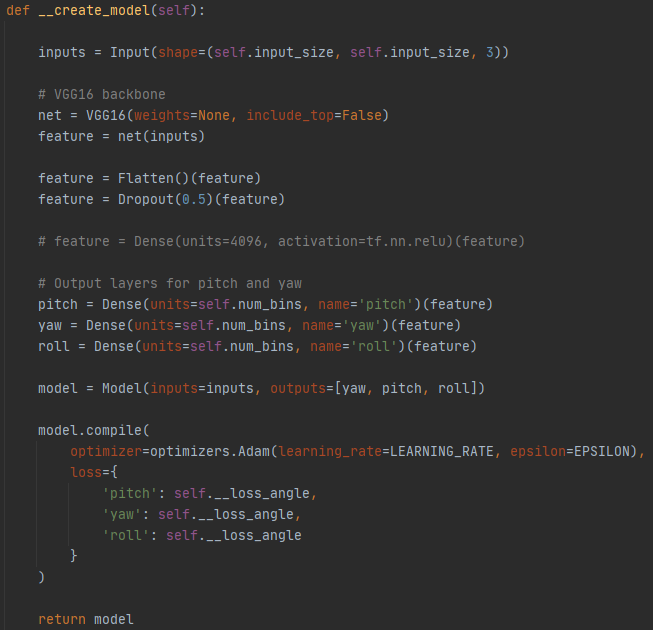 def __create_model(self):
inputs = Input(shape=(self.input_size, self.input_size, 3))
# VGG16 backbone
net = VGG16(weights=None, include_top=False)
feature = net(inputs)
feature = Flatten()(feature)
feature = Dropout(0.5)(feature)
# feature = Dense(units=4096, activation=tf.nn.relu)(feature)
# Output layers for pitch and yaw
pitch = Dense(units=self.num_bins, name='pitch')(feature)
yaw = Dense(units=self.num_bins, name='yaw')(feature)
roll = Dense(units=self.num_bins, name='roll')(feature)
model = Model(inputs=inputs, outputs=[yaw, pitch, roll])
model.compile(
optimizer=optimizers.Adam(learning_rate=LEARNING_RATE, epsilon=EPSILON),
loss={
'pitch': self.__loss_angle,
'yaw': self.__loss_angle,
'roll': self.__loss_angle
}
)
return model